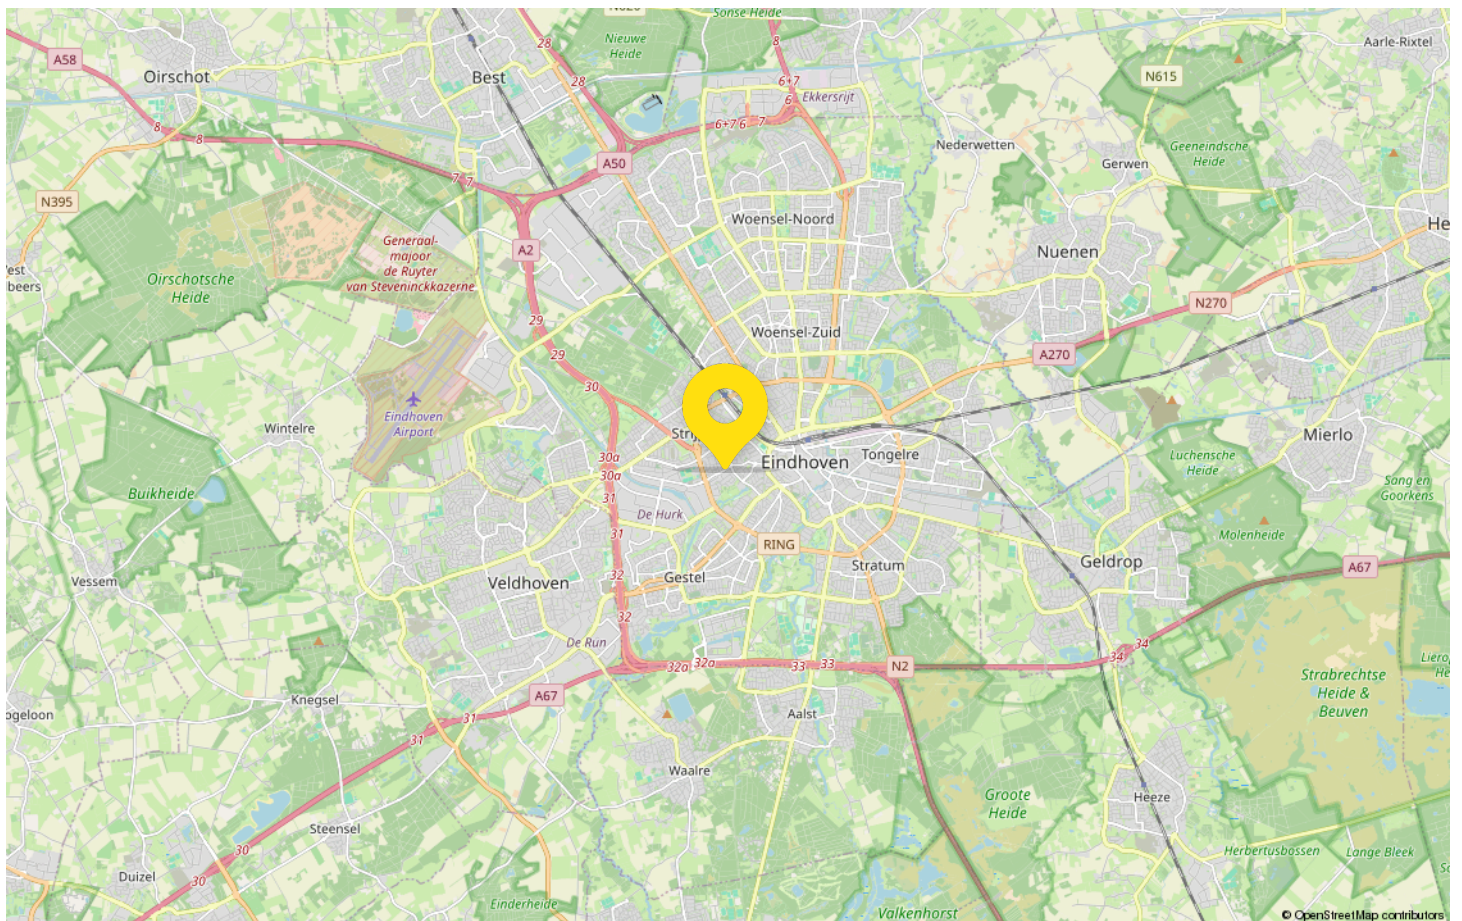 Sonse Heide
Nieuwe
Heide
28
8
Aarle-Rixtel
A58
Oirschot
Best
28
6+7
N615
Ekkersrijt
6
8
8
6+7 6
7
Nederwetten
Geeneindsche
Heide
A50
Gerwen
7
7
N395
Woensel-Noord
He
Generaal-
majoor
de Ruyter
van Steveninckkazerne
A2
Nuenen
Oirschotsche
Heide
beers
N270
29
Woensel-Zuid
29
A270
30
Eindhoven
Airport
Wintelre
Strij
Mierlo
30a
Eindhoven
Tongelre
Luchensche
Heide
30a
Sang en
Goorkens
Buikheide
31
De Hurk
31
RING
Molenheide
Vessem
32
Gestel
Stratum
Geldrop
A67
Veldhoven
32
De Run
34
34
32a
32a
33
33
N2
Strabrechtse
Heide &
Beuven
A67
Knegsel
31
Aalst
31
ogeloon
Waalre
Groote
Heide
Heeze
Steensel
30
Herbertusbossen
Lange Bleek
Duizel
30
Einderheide
Valkenhorst
© OpenStreetMap contributors